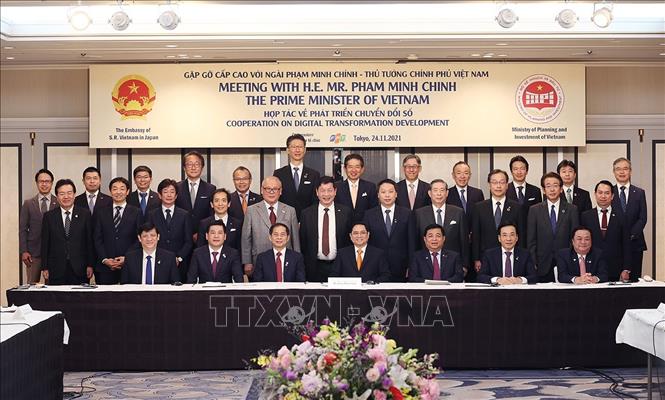 GẶP GỠ CẤP CAO VỚI NGÀI PHẠM MINH CHÍNH - THỦ TƯỚNG CHÍNH PHỦ VIỆT NAM
MEETING WITH H.E. MR. PHAM MINH CHINH
THE PRIME MINISTER OF VIETNAM
HỢP TÁC VỀ PHÁT TRIỂN CHUYỂN ĐỔI SỐ
COOPERATION ON DIGITAL TRANSFORMATION DEVELOPMENT
The Embassy of
S.R. Vietnam in Japan
MPI
Ministry of Planning and
Investment of Vietnam
FPT
Tokyo, 24.11.2021
TTXVN - VNA